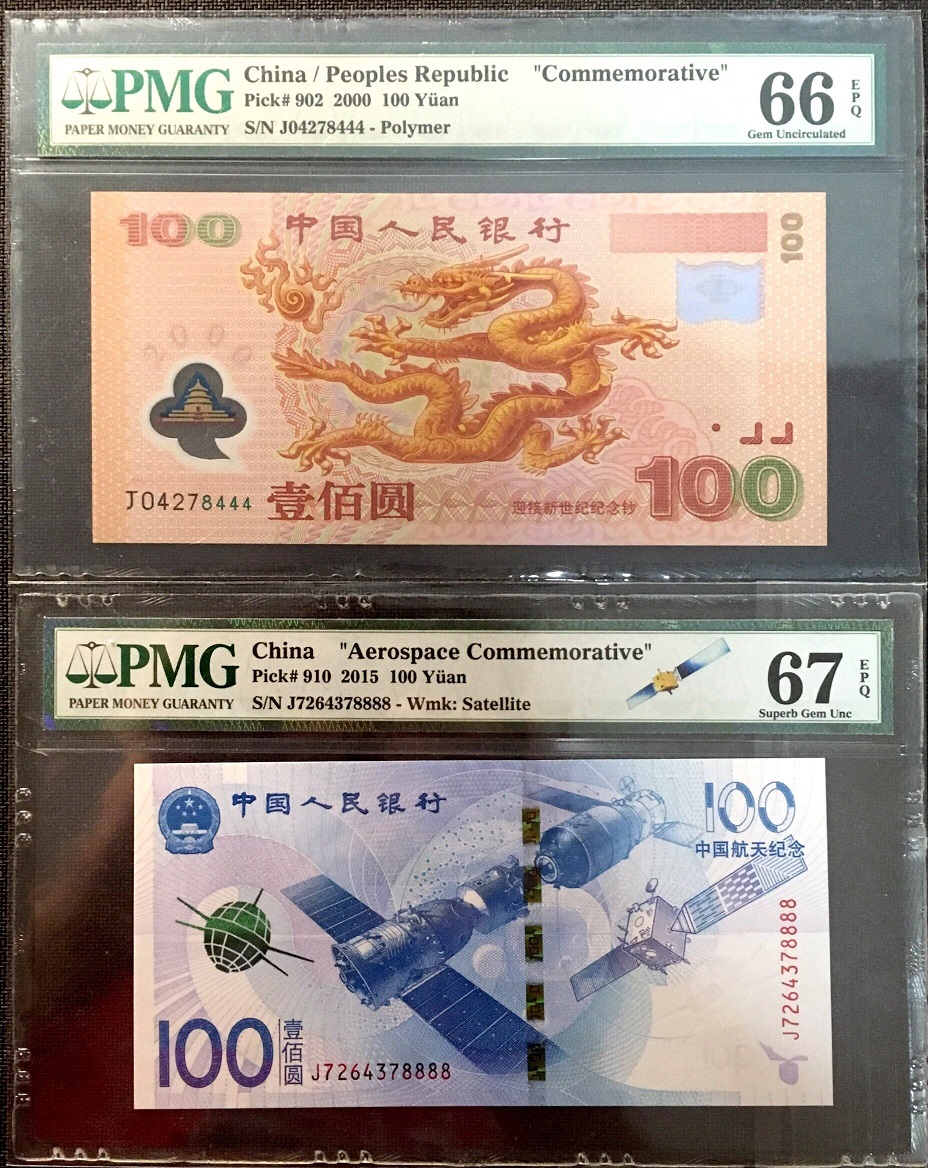 PMG
PAPER MONEY GUARANTY
China / Peoples Republic "Commemorative"
Pick# 902 2000 100 Yüan
S/N J04278444 - Polymer
66
EPQ
Gem Uncirculated
100
中国人民银行
100
2000
J04278444
壹佰圆
迎接新世纪纪念钞
100
PMG
PAPER MONEY GUARANTY
China "Aerospace Commemorative"
Pick# 910 2015 100 Yüan
S/N J7264378888 - Wmk: Satellite
67
EPQ
Superb Gem Unc
中国人民银行
100
中国航天纪念
J7264378888
100
壹佰圆
J7264378888
100